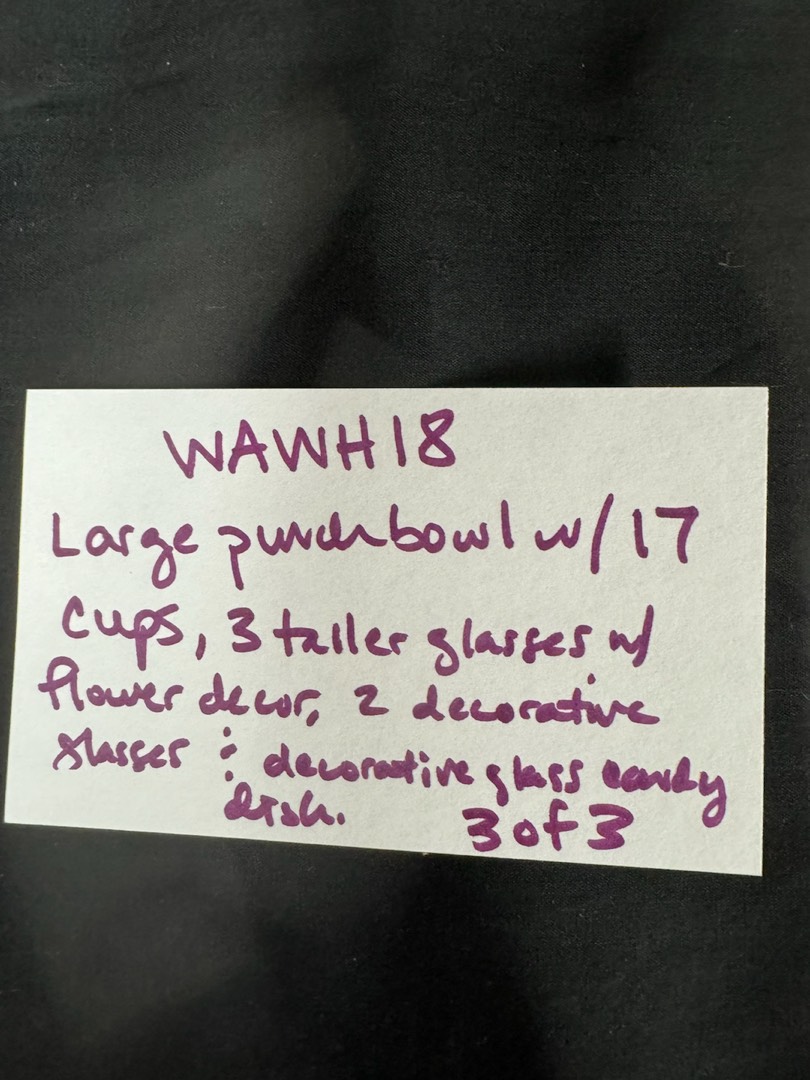 WAWH18
Large punchbowl w/ 17
cups, 3 taller glasses w/
flower decor, 2 decorative
glasses & decorative glass candy
dish.
3 of 3